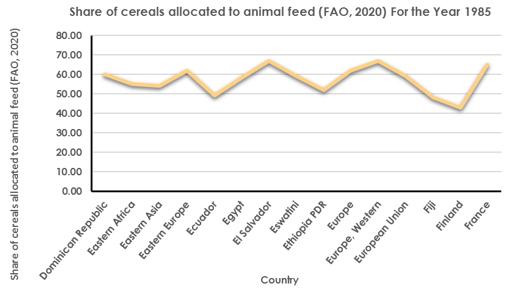 Share of cereals allocated to animal feed (FAO, 2020) For the Year 1985
Share of cereals allocated to animal feed (FAO, 2020)
80.00
70.00
60.00
50.00
40.00
30.00
20.00
10.00
0.00
Dominican Republic
Eastern Africa
Eastern Asia
Eastern Europe
Ecuador
Egypt
El Salvador
Eswatini
Ethiopia PDR
Europe
Europe, Western
European Union
Fiji
Finland
France
Country